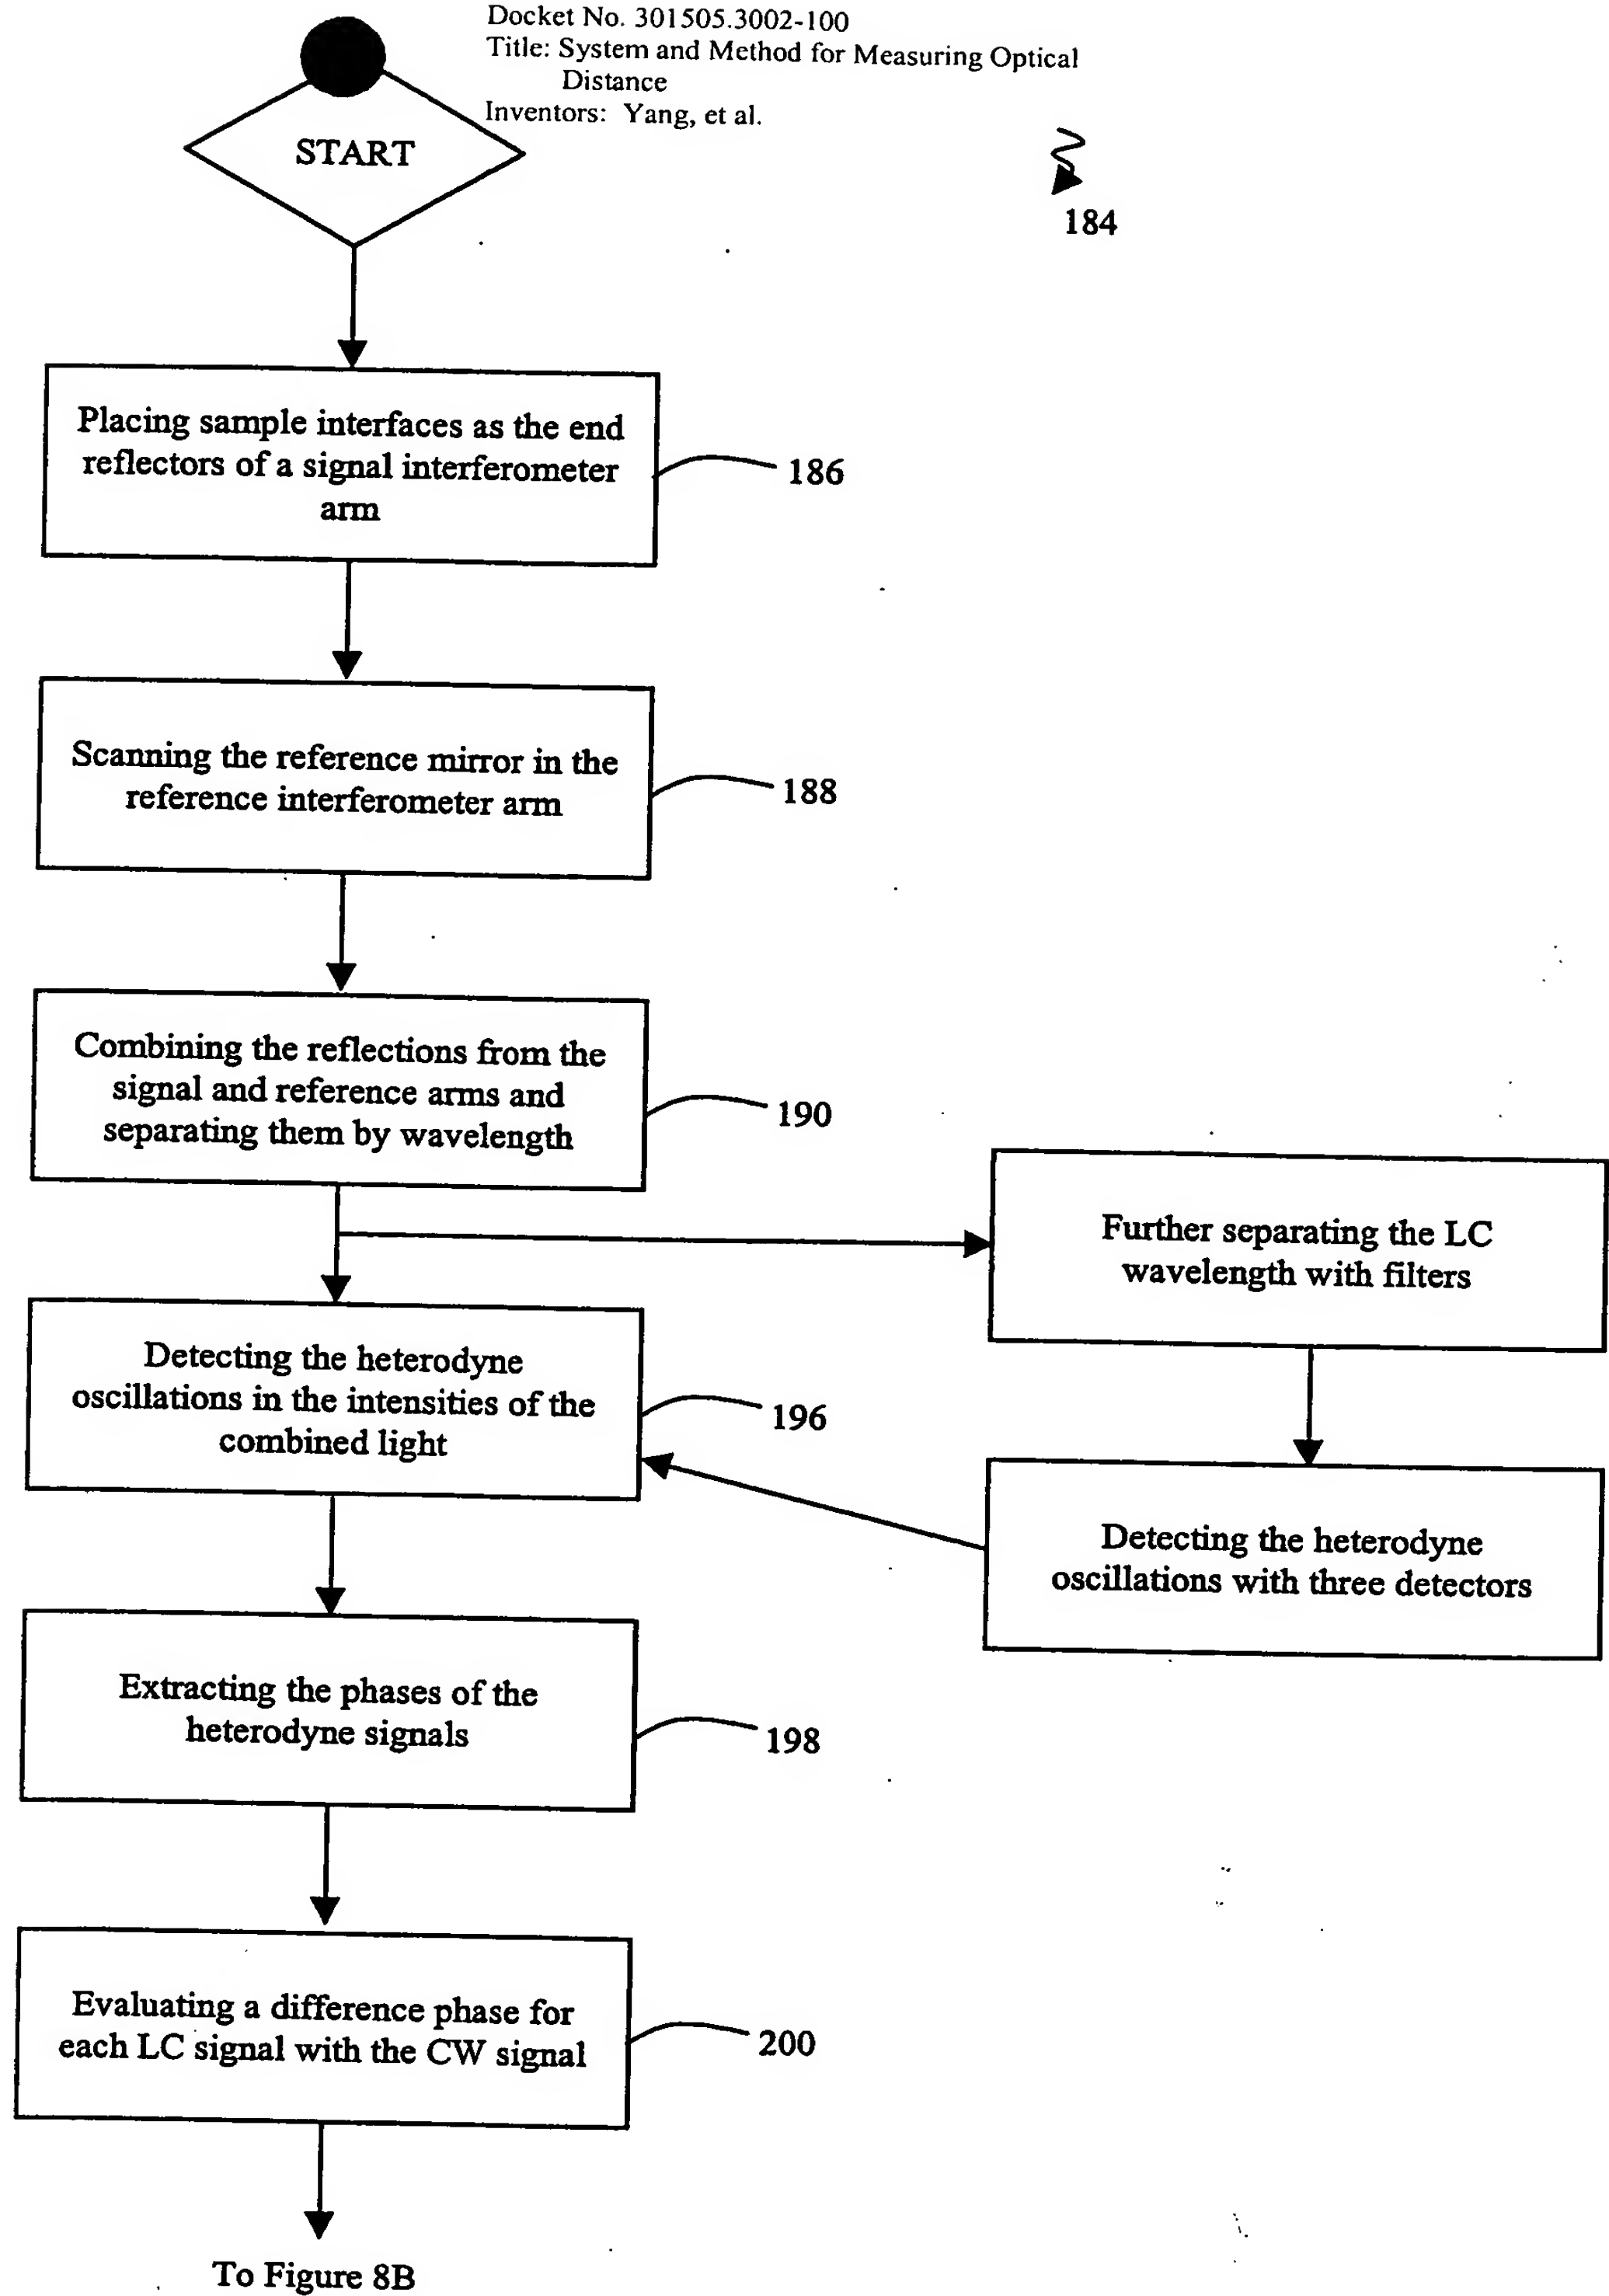 Docket No. 301505.3002-100
Title: System and Method for Measuring Optical
Distance
Inventors: Yang, et al.
START
184
Placing sample interfaces as the end
reflectors of a signal interferometer
arm
186
Scanning the reference mirror in the
reference interferometer arm
188
Combining the reflections from the
signal and reference arms and
separating them by wavelength
190
Further separating the LC
wavelength with filters
Detecting the heterodyne
oscillations in the intensities of the
combined light
196
Detecting the heterodyne
oscillations with three detectors
Extracting the phases of the
heterodyne signals
198
Evaluating a difference phase for
each LC signal with the CW signal
200
To Figure 8B